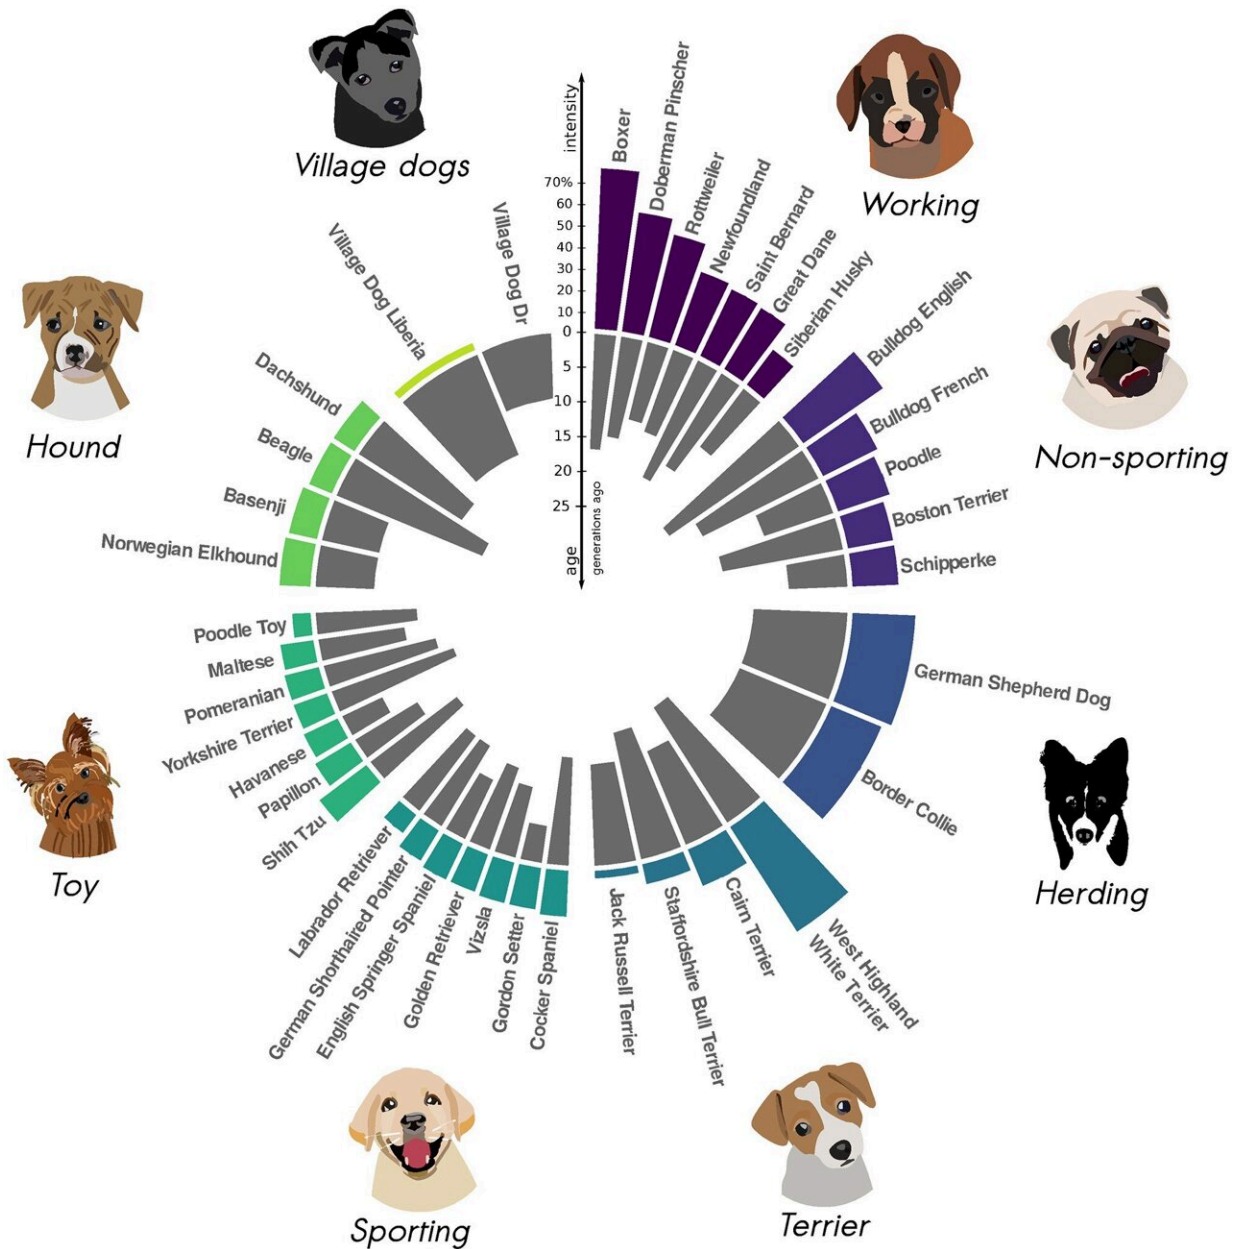 Village dogs
Working
Non-sporting
Herding
Terrier
Sporting
Toy
Hound
intensity
70%
60
50
40
30
20
10
0
5
10
15
20
25
age
generations ago
Boxer
Doberman Pinscher
Rottweiler
Newfoundland
Saint Bernard
Great Dane
Siberian Husky
Bulldog English
Bulldog French
Poodle
Boston Terrier
Schipperke
German Shepherd Dog
Border Collie
West Highland
White Terrier
Cairn Terrier
Staffordshire Bull Terrier
Jack Russell Terrier
Cocker Spaniel
Gordon Setter
Vizsla
Golden Retriever
English Springer Spaniel
German Shorthaired Pointer
Labrador Retriever
Shih Tzu
Papillon
Havanese
Yorkshire Terrier
Pomeranian
Maltese
Poodle Toy
Norwegian Elkhound
Basenji
Beagle
Dachshund
Village Dog Liberia
Village Dog Dr